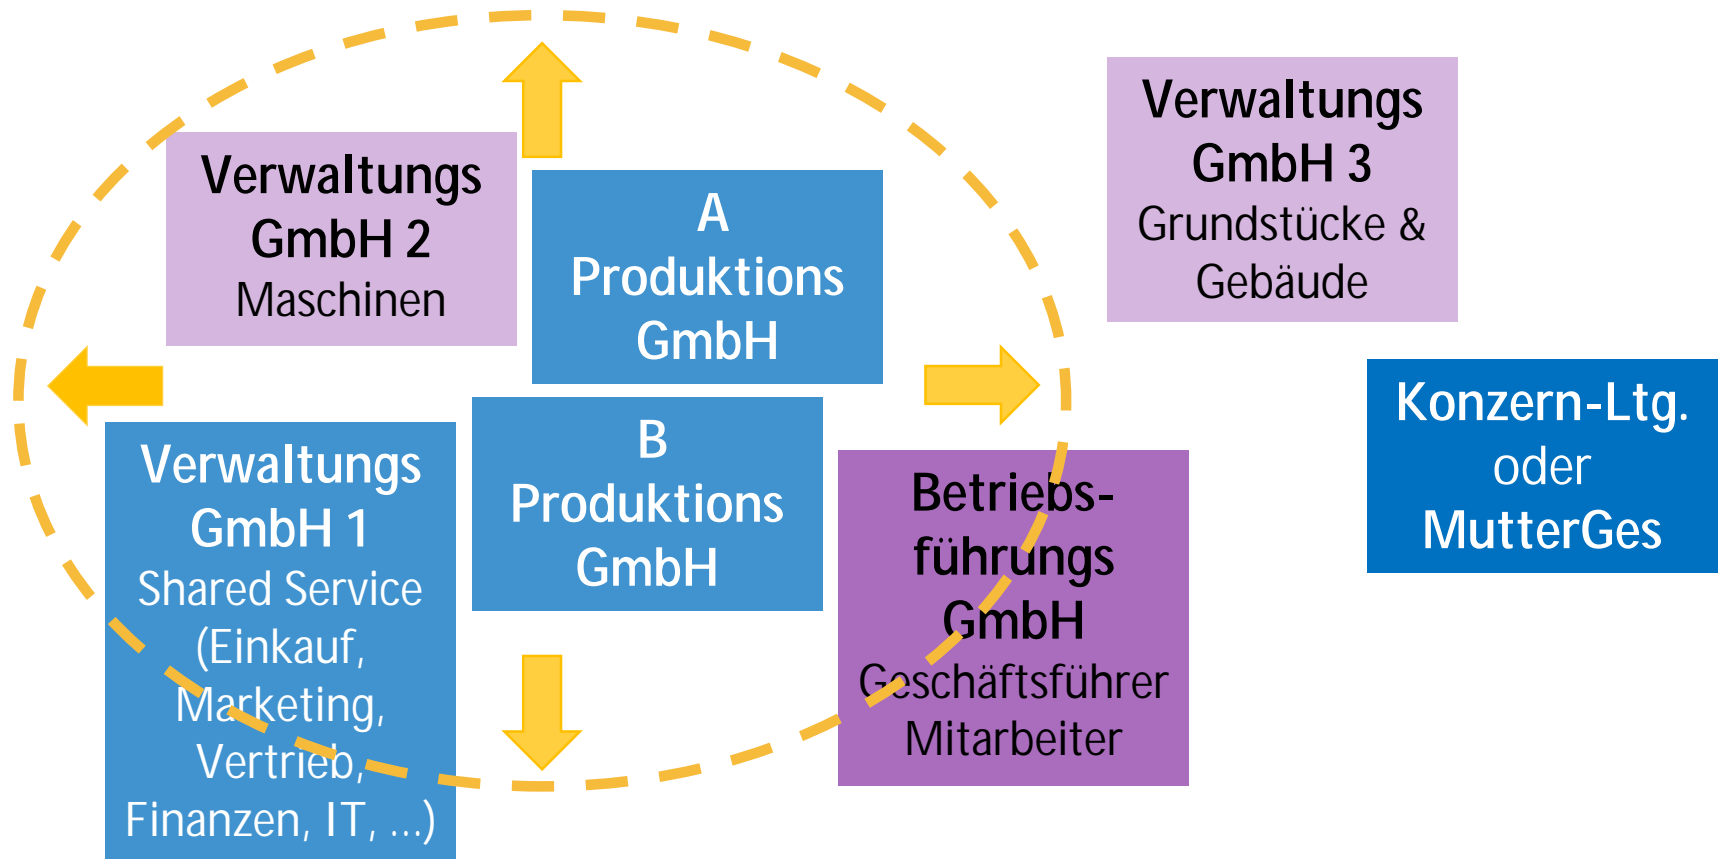 Verwaltungs
GmbH 2
Maschinen
A
Produktions
GmbH
Verwaltungs
GmbH 3
Grundstücke &
Gebäude
Verwaltungs
GmbH 1
Shared Service
(Einkauf,
Marketing,
Vertrieb,
Finanzen, IT, ...)
B
Produktions
GmbH
Betriebs-
führungs
GmbH
Geschäftsführer
Mitarbeiter
Konzern-Ltg.
oder
MutterGes